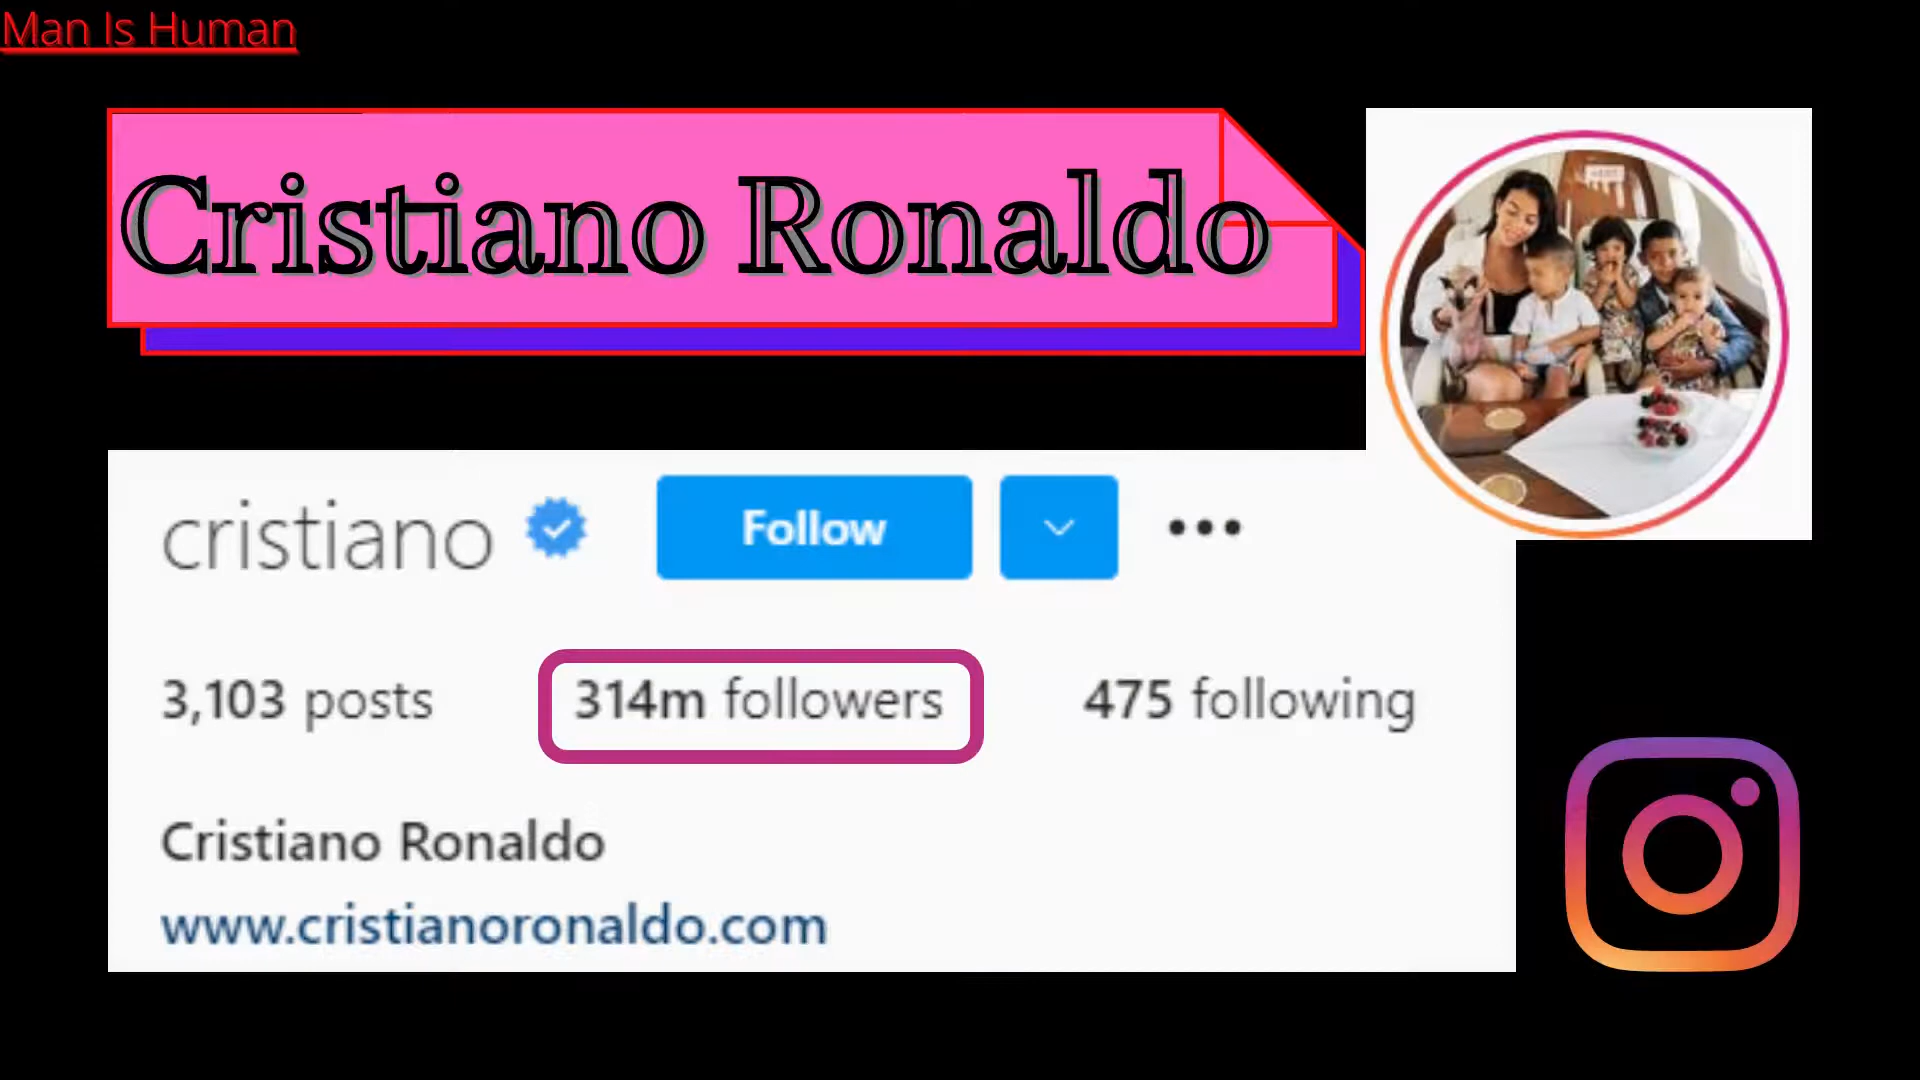 Man Is Human
Cristiano Ronaldo
cristiano
Follow
3,103 posts
314m followers
475 following
Cristiano Ronaldo
www.cristianoronaldo.com